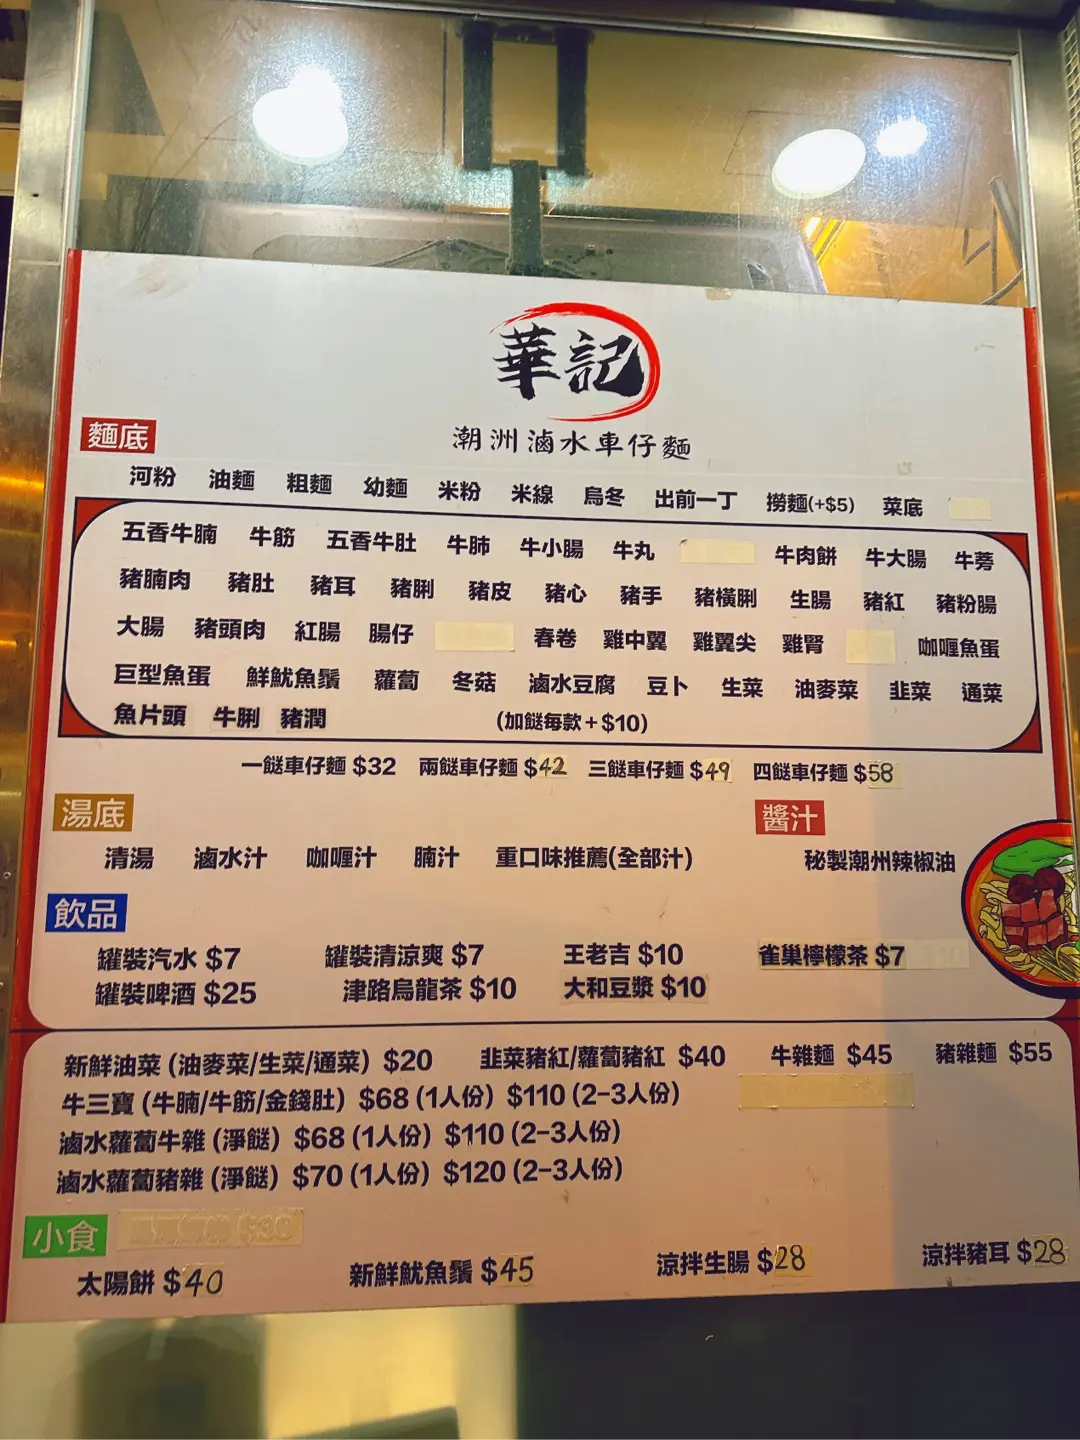 華記
潮洲滷水車仔麵
麵底
河粉 油麵 粗麵 幼麵 米粉 米線 烏冬 出前一丁 撈麵(+$5) 菜底
五香牛腩 牛筋 五香牛肚 牛肺 牛小腸 牛丸 牛肉餅 牛大腸 牛蒡
豬腩肉 豬肚 豬耳 豬脷 豬皮 豬心 豬手 豬橫脷 生腸 豬紅 豬粉腸
大腸 豬頭肉 紅腸 腸仔 春卷 雞中翼 雞翼尖 雞腎 咖喱魚蛋
巨型魚蛋 鮮魷魚鬚 蘿蔔 冬菇 滷水豆腐 豆卜 生菜 油麥菜 韭菜 通菜
魚片頭 牛脷 豬潤 (加餸每款+$10)
一餸車仔麵 $32 兩餸車仔麵 $42 三餸車仔麵 $49 四餸車仔麵 $58
湯底 醬汁
清湯 滷水汁 咖喱汁 腩汁 重口味推薦(全部汁) 秘製潮州辣椒油
飲品
罐裝汽水 $7 罐裝清涼爽 $7 王老吉 $10 雀巢檸檬茶 $7
罐裝啤酒 $25 津路烏龍茶 $10 大和豆漿 $10
新鮮油菜 (油麥菜/生菜/通菜) $20 韭菜豬紅/蘿蔔豬紅 $40 牛雜麵 $45 豬雜麵 $55
牛三寶 (牛腩/牛筋/金錢肚) $68 (1人份) $110 (2-3人份)
滷水蘿蔔牛雜 (淨餸) $68 (1人份) $110 (2-3人份)
滷水蘿蔔豬雜 (淨餸) $70 (1人份) $120 (2-3人份)
小食
太陽餅 $40 新鮮魷魚鬚 $45 涼拌生腸 $28 涼拌豬耳 $28